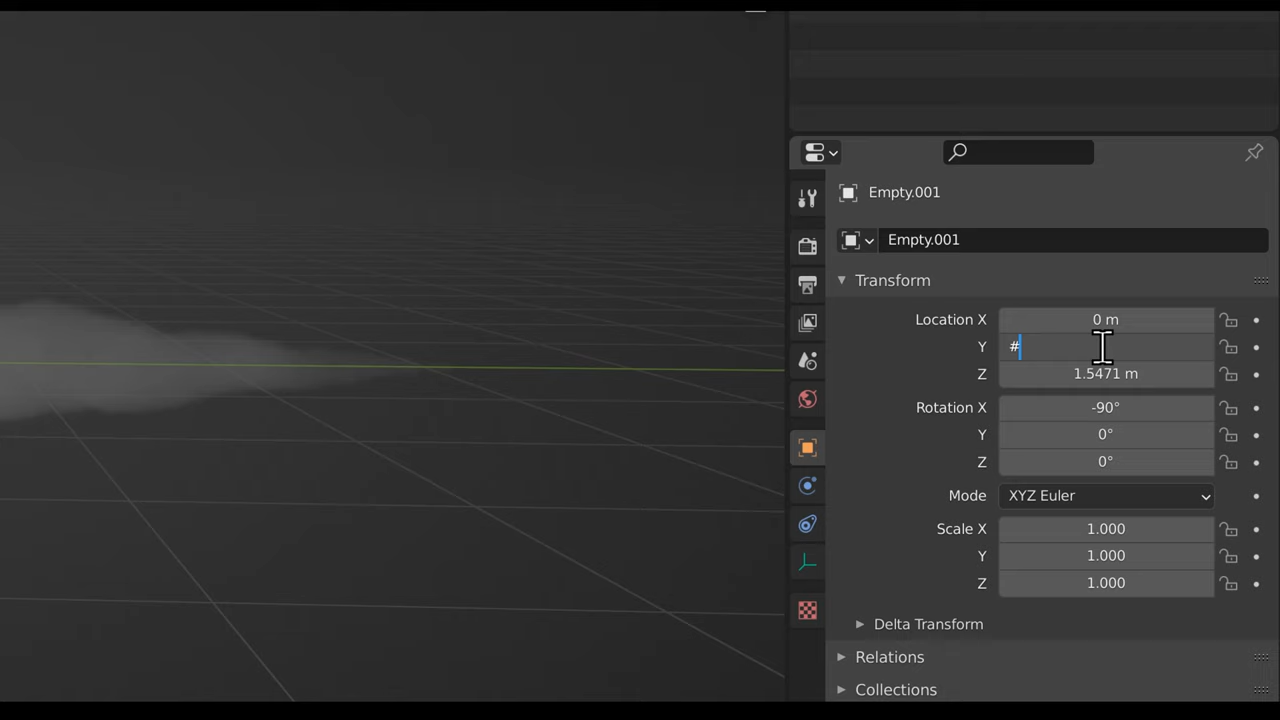 Empty.001
Empty.001
Transform
Location X 0 m
Y #
Z 1.5471 m
Rotation X -90°
Y 0°
Z 0°
Mode XYZ Euler
Scale X 1.000
Y 1.000
Z 1.000
Delta Transform
Relations
Collections